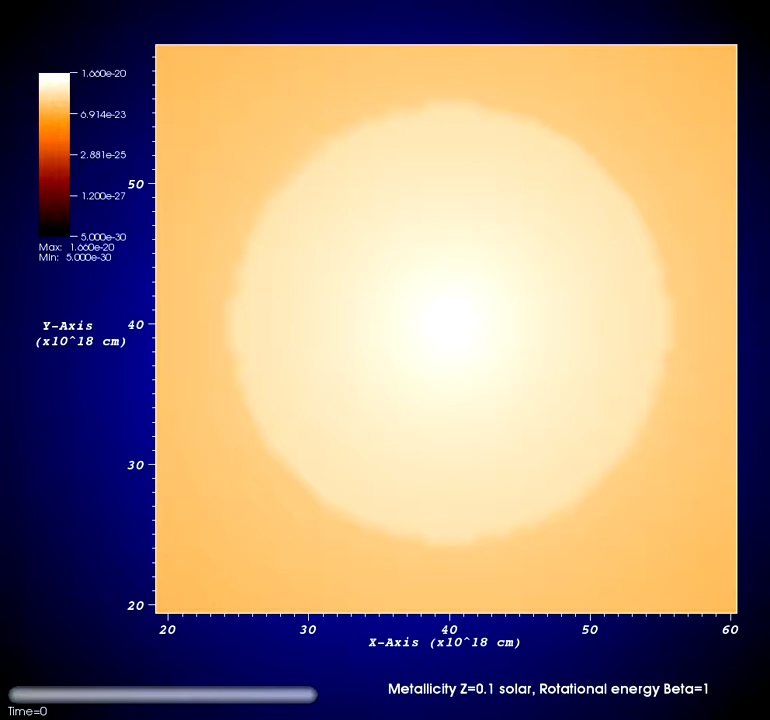 1.660e-20
6.914e-23
2.881e-25
1.200e-27
5.000e-30
Max: 1.660e-20
Min: 5.000e-30
Y-Axis
(x10^18 cm)
50
40
30
20
20 30 40 50 60
X-Axis (x10^18 cm)
Metallicity Z=0.1 solar, Rotational energy Beta=1
Time=0